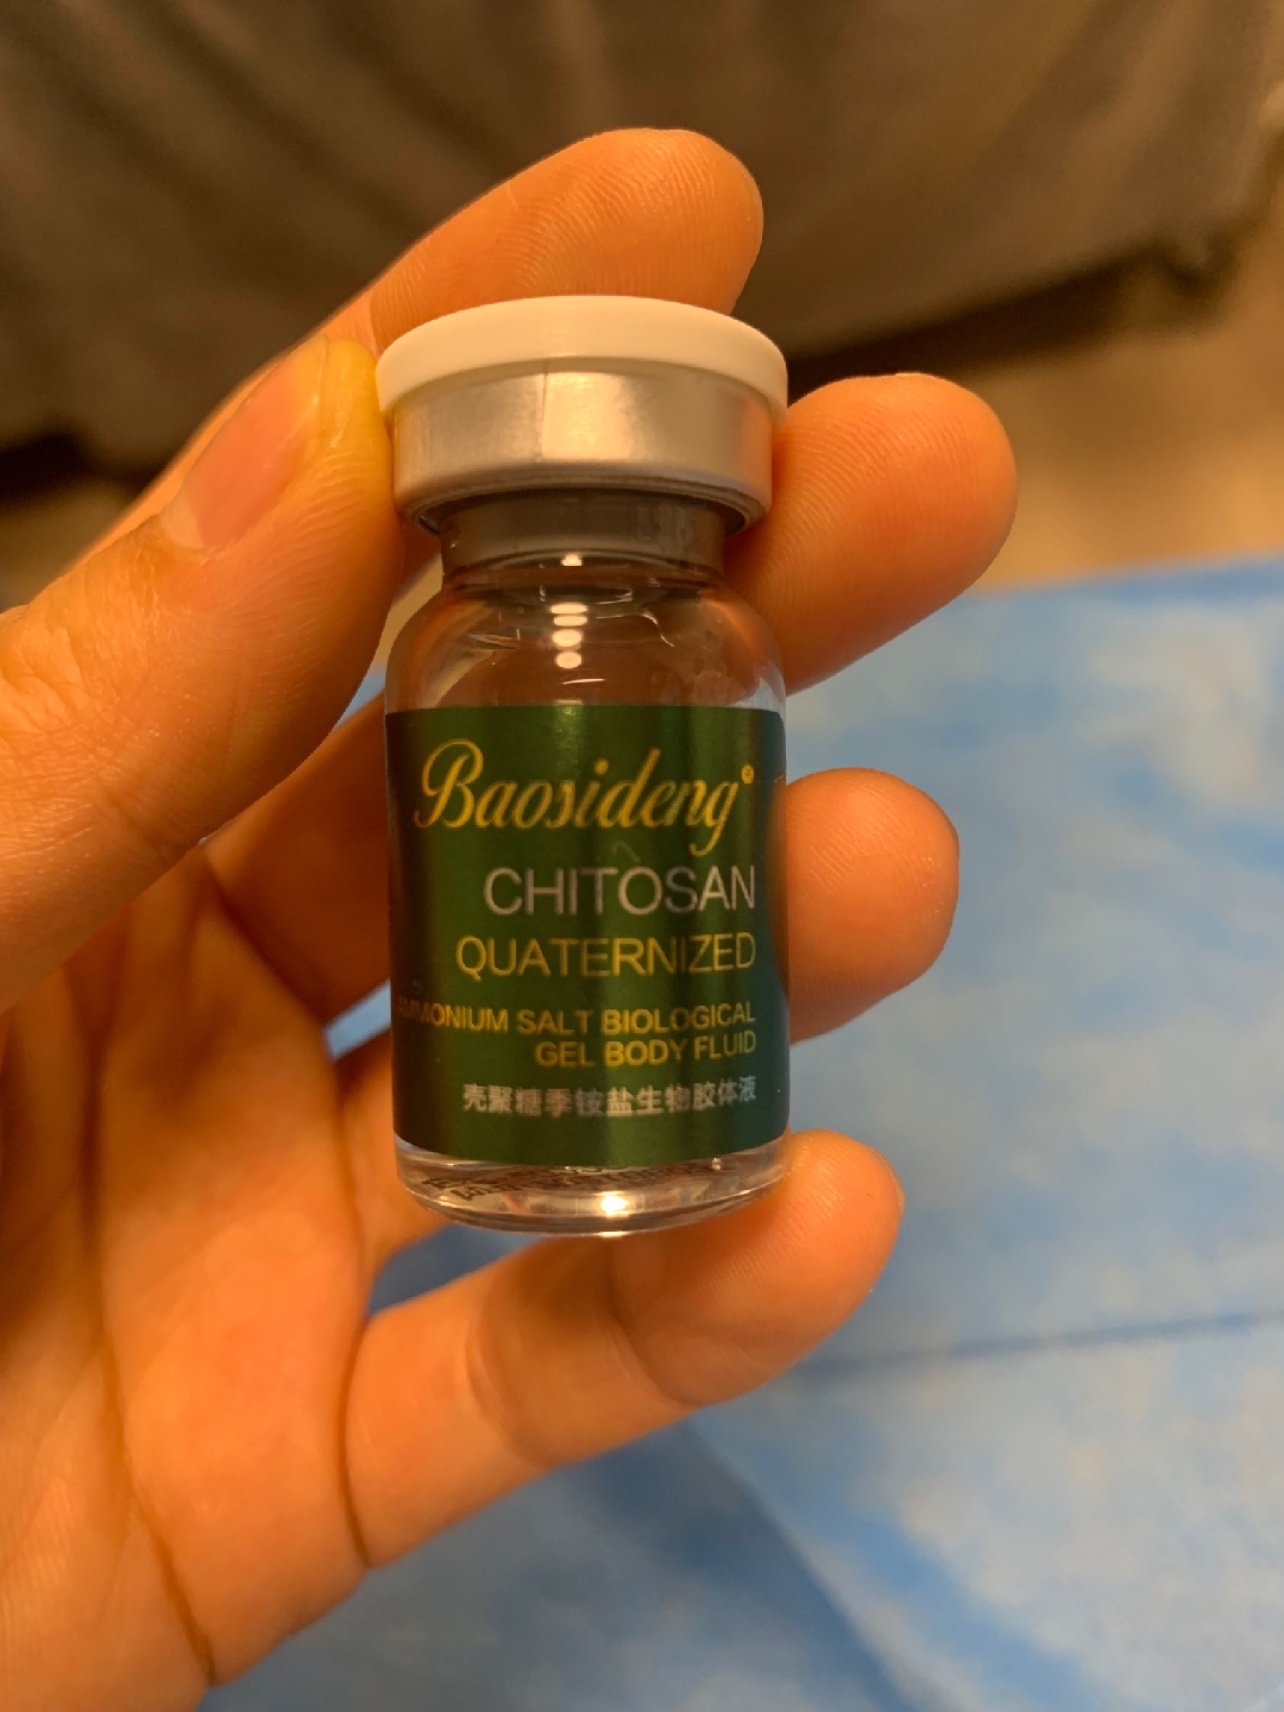 Baosideng®
CHITOSAN
QUATERNIZED
AMMONIUM SALT BIOLOGICAL
GEL BODY FLUID
壳聚糖季铵盐生物胶体液